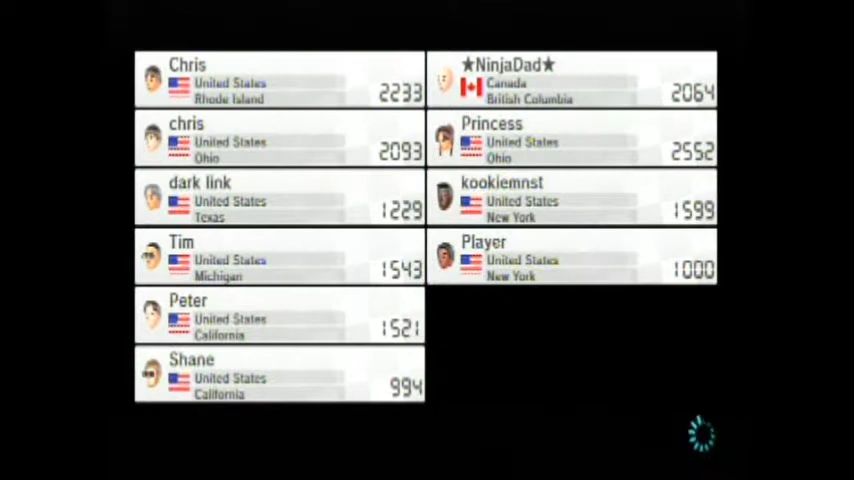 Chris
United States
Rhode Island
2233
chris
United States
Ohio
2093
dark link
United States
Texas
1229
Tim
United States
Michigan
1543
Peter
United States
California
1521
Shane
United States
California
994
★NinjaDad★
Canada
British Columbia
2064
Princess
United States
Ohio
2552
kookiemnst
United States
New York
1599
Player
United States
New York
1000